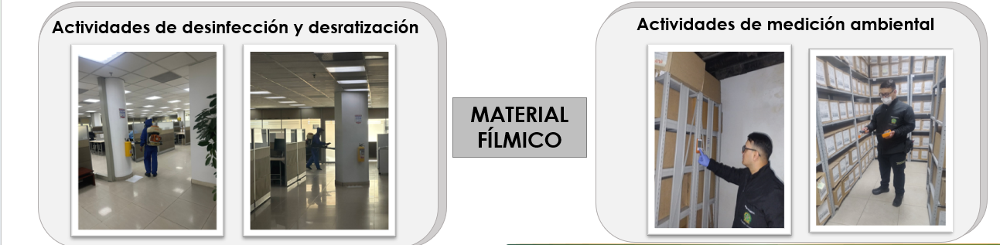 Actividades de desinfección y desratización
MATERIAL
FÍLMICO
Actividades de medición ambiental